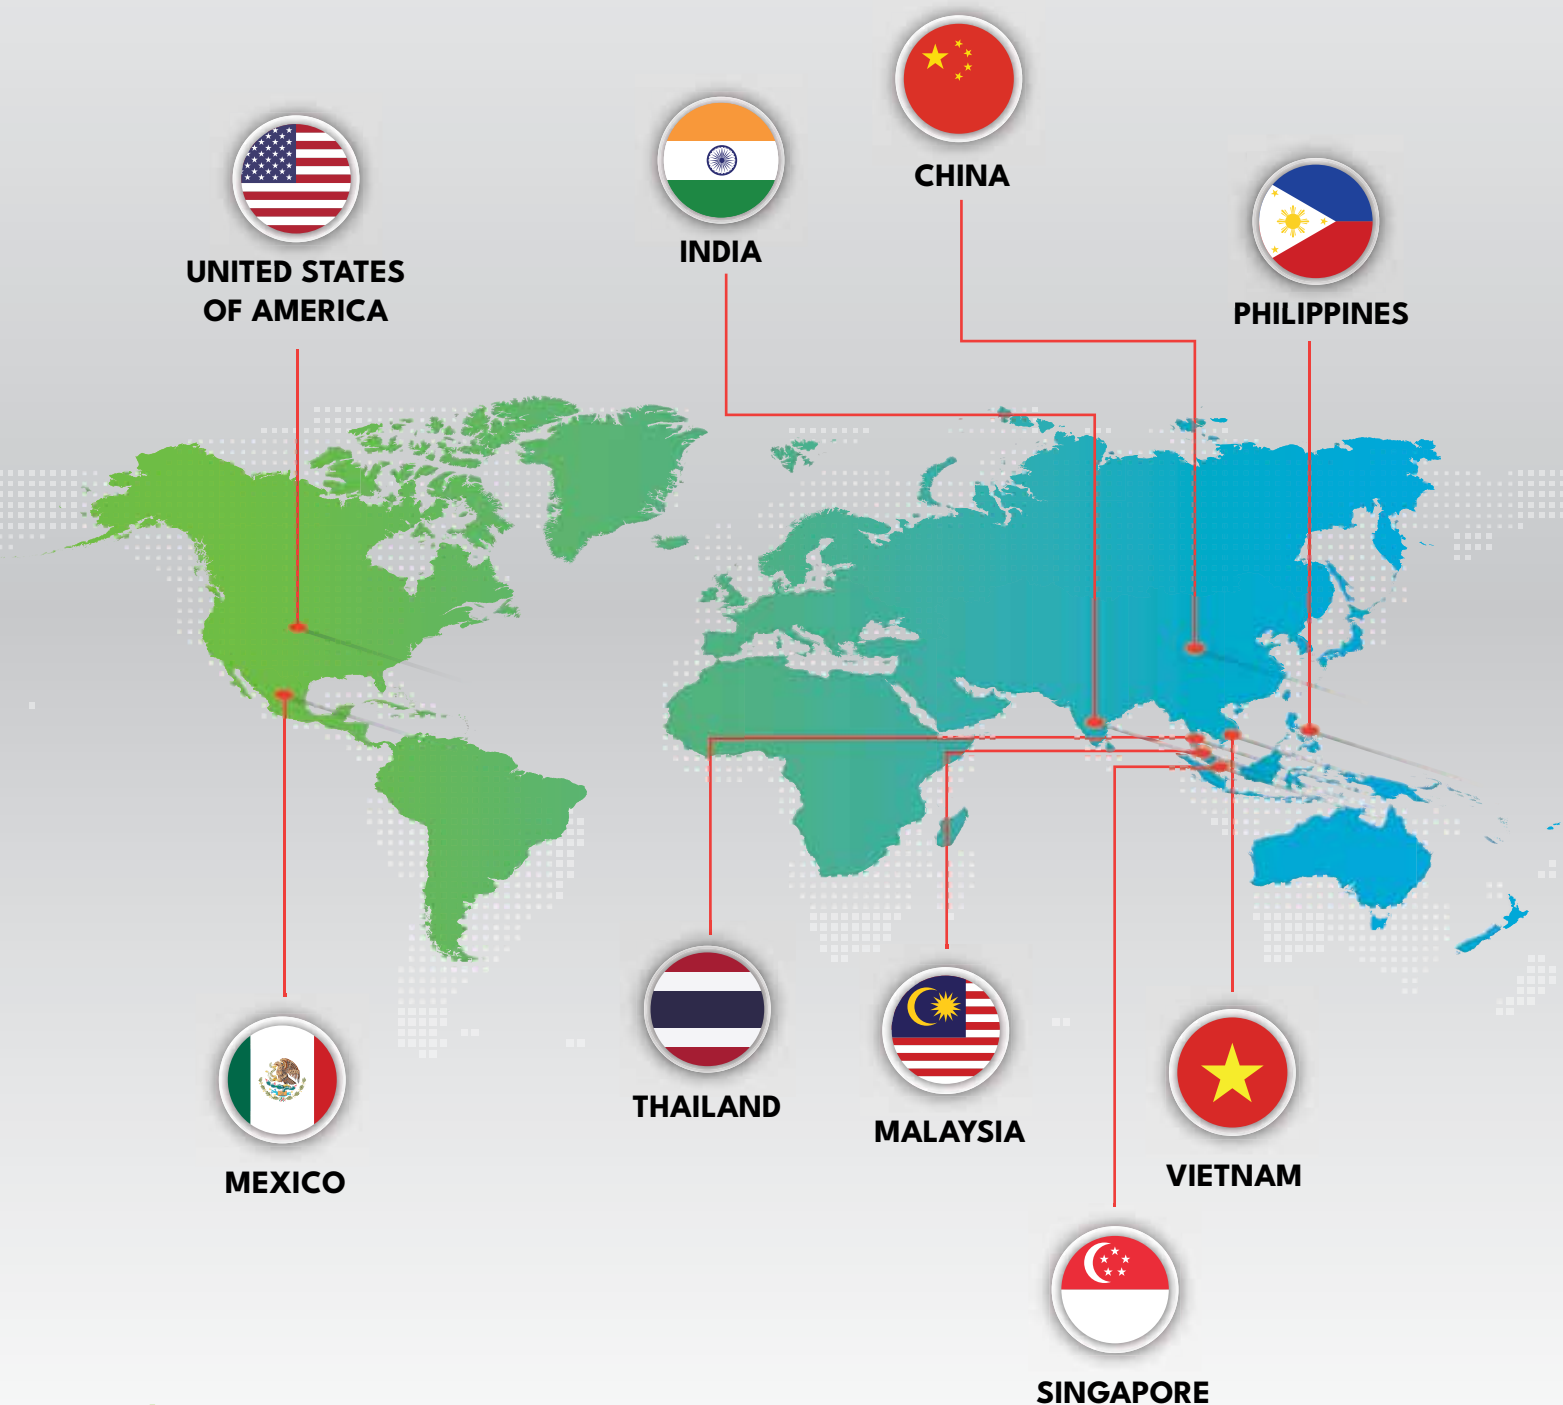 CHINA
INDIA
UNITED STATES
OF AMERICA
PHILIPPINES
THAILAND
MALAYSIA
VIETNAM
MEXICO
SINGAPORE